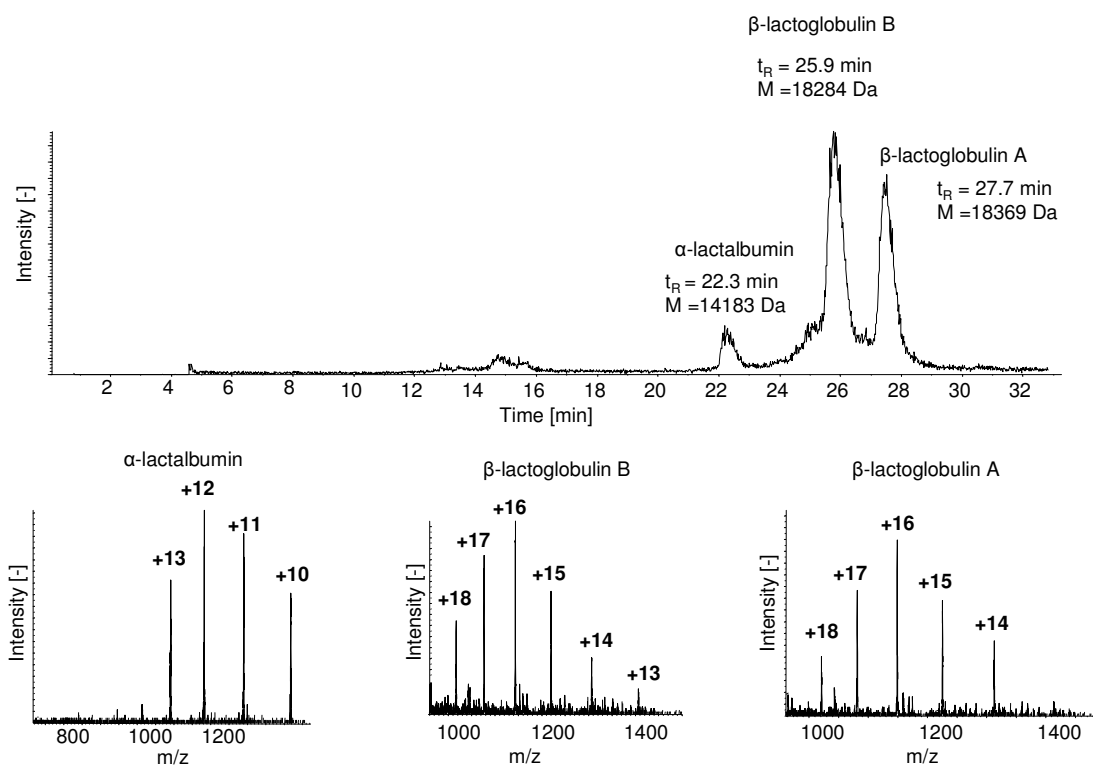 β-lactoglobulin B
tR = 25.9 min
M =18284 Da
β-lactoglobulin A
tR = 27.7 min
M =18369 Da
α-lactalbumin
tR = 22.3 min
M =14183 Da
Intensity [-]
2 4 6 8 10 12 14 16 18 20 22 24 26 28 30 32
Time [min]
α-lactalbumin
+12
+11
+13
+10
Intensity [-]
800 1000 1200
m/z
β-lactoglobulin B
+16
+17
+15
+18
+14
+13
Intensity [-]
1000 1200 1400
m/z
β-lactoglobulin A
+16
+17
+15
+18
+14
Intensity [-]
1000 1200 1400
m/z